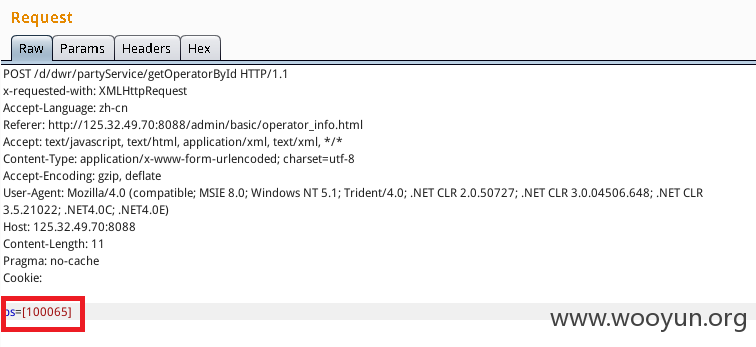 Request
Raw Params Headers Hex
POST /d/dwr/partyService/getOperatorById HTTP/1.1
x-requested-with: XMLHttpRequest
Accept-Language: zh-cn
Referer: http://125.32.49.70:8088/admin/basic/operator_info.html
Accept: text/javascript, text/html, application/xml, text/xml, */*
Content-Type: application/x-www-form-urlencoded; charset=utf-8
Accept-Encoding: gzip, deflate
User-Agent: Mozilla/4.0 (compatible; MSIE 8.0; Windows NT 5.1; Trident/4.0; .NET CLR 2.0.50727; .NET CLR 3.0.04506.648; .NET CLR
3.5.21022; .NET4.0C; .NET4.0E)
Host: 125.32.49.70:8088
Content-Length: 11
Pragma: no-cache
Cookie:
ps=[100065]
www.wooyun.org